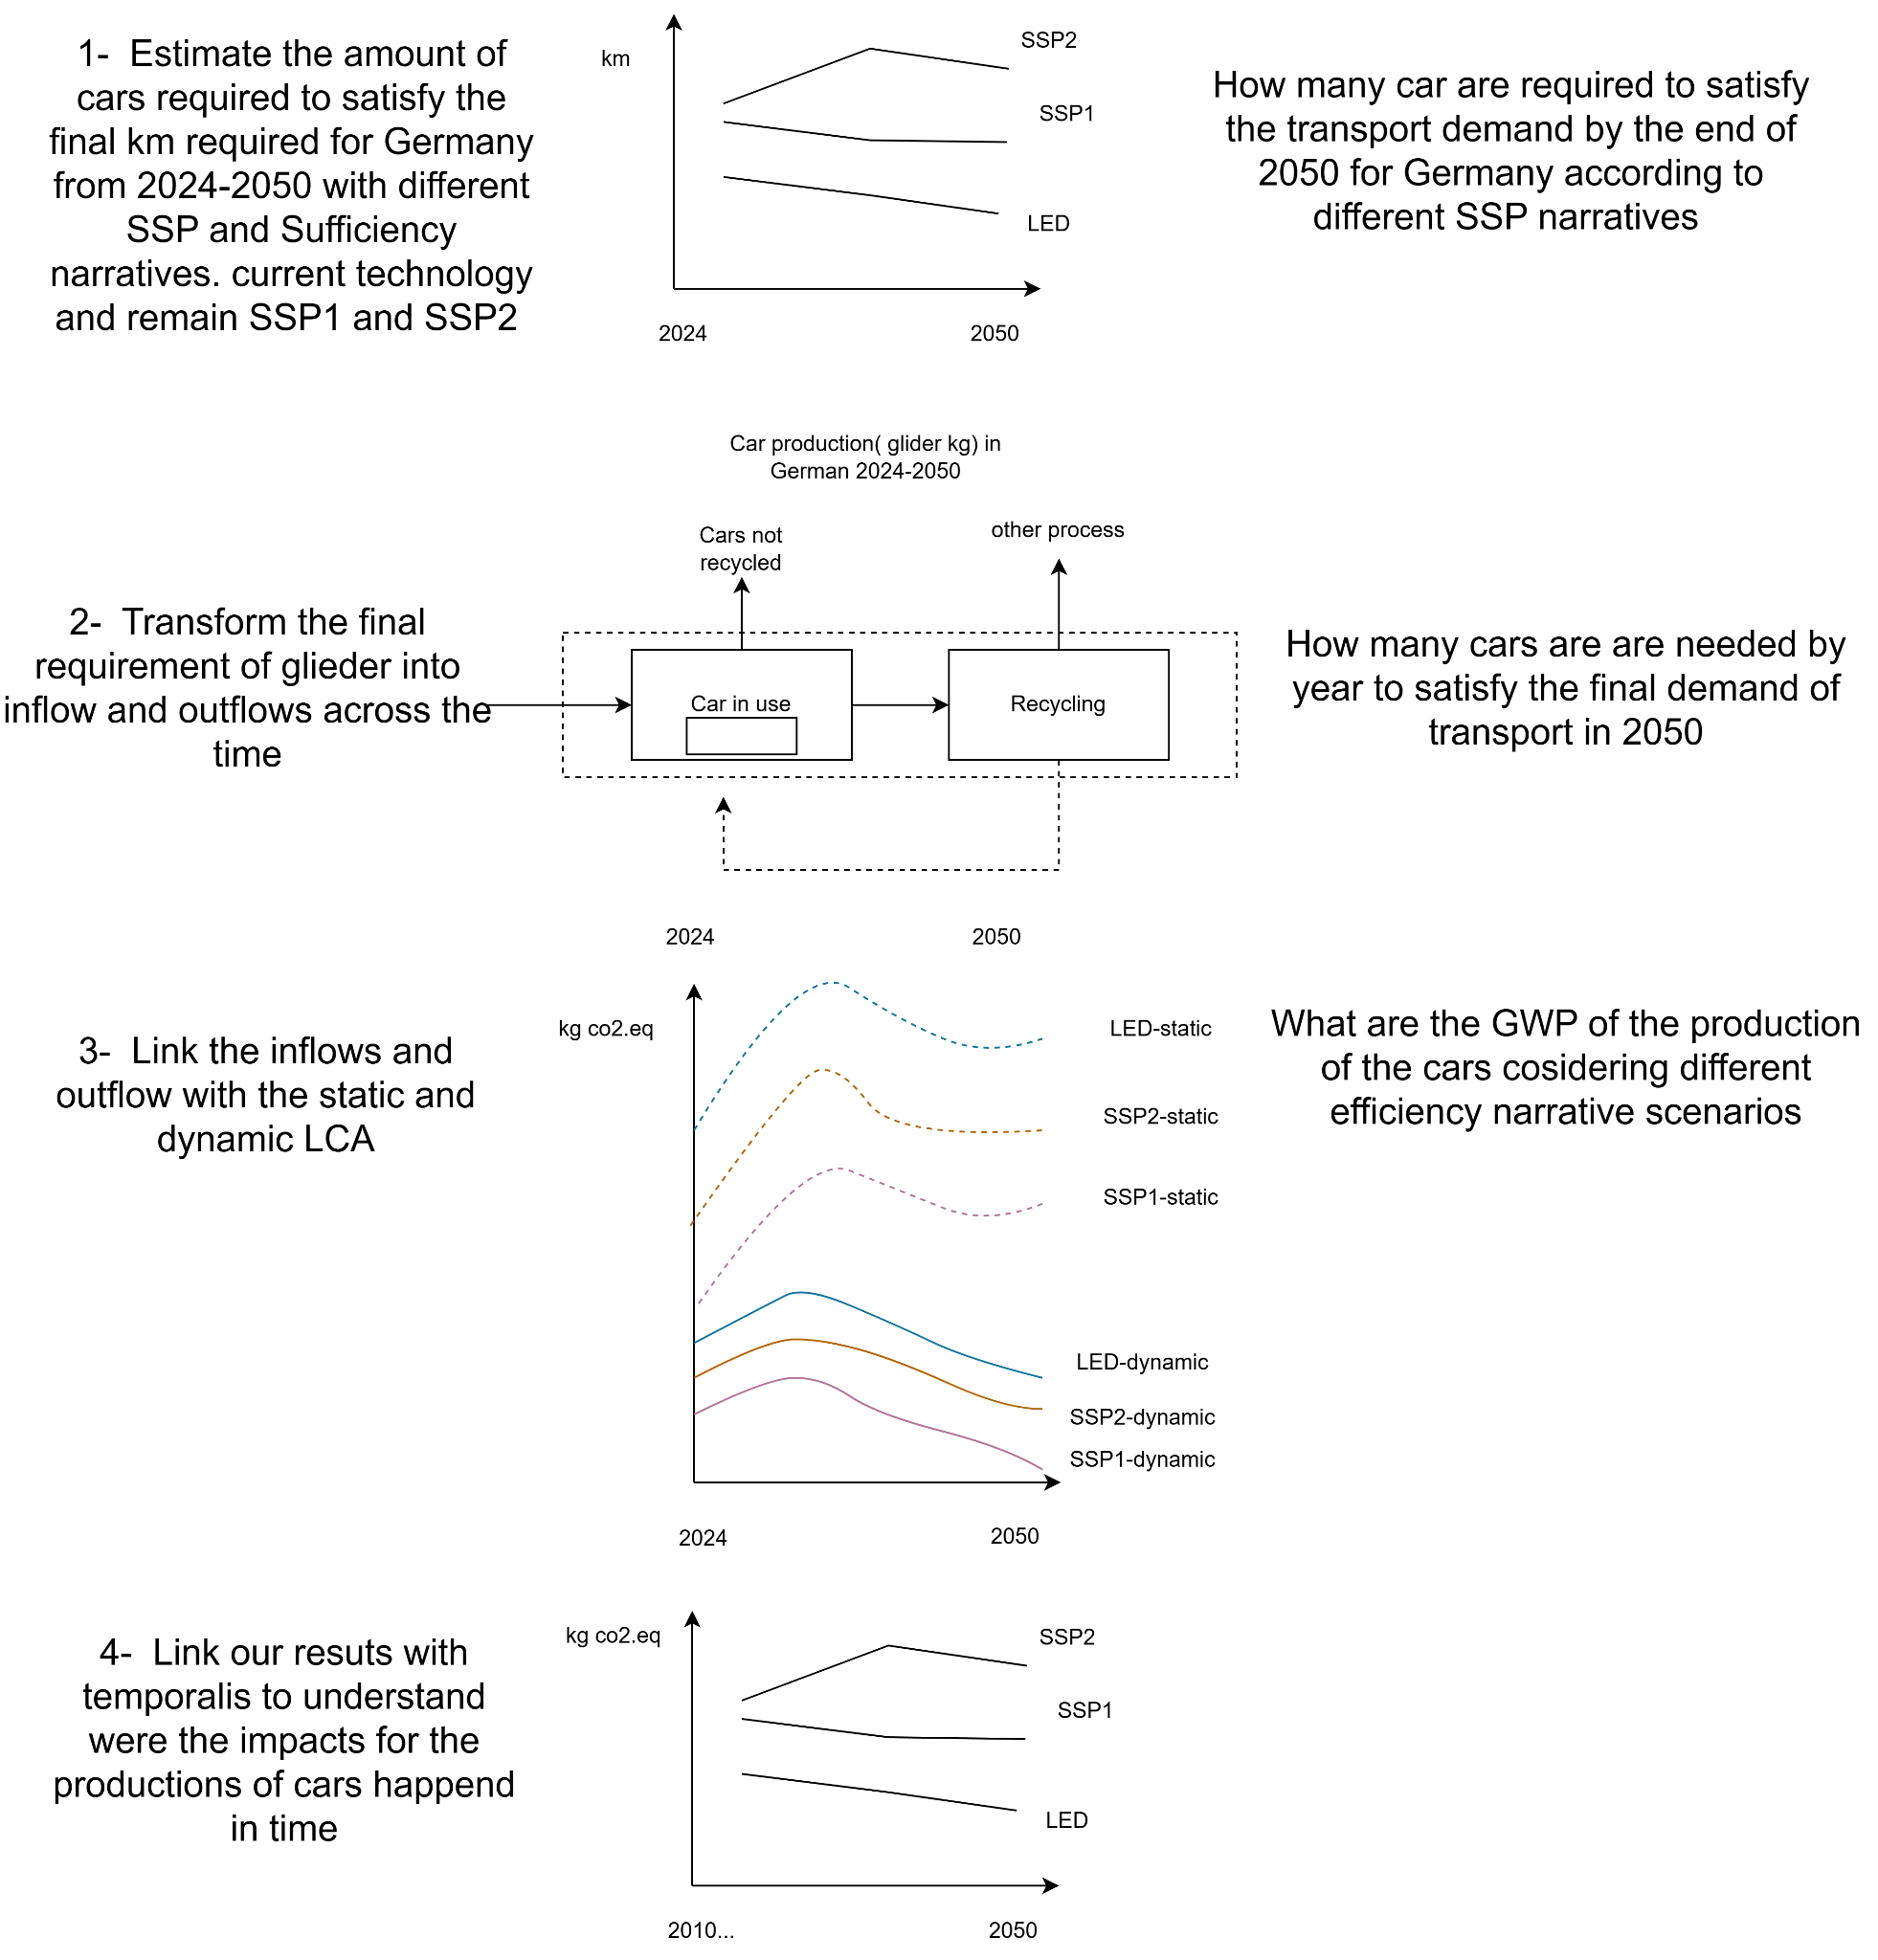 1-  Estimate the amount of
cars required to satisfy the
final km required for Germany
from 2024-2050 with different
SSP and Sufficiency
narratives. current technology
and remain SSP1 and SSP2
km
SSP2
SSP1
LED
2024
2050
How many car are required to satisfy
the transport demand by the end of
2050 for Germany according to
different SSP narratives
Car production( glider kg) in
German 2024-2050
Cars not
recycled
other process
2-  Transform the final
requirement of glieder into
inflow and outflows across the
time
Car in use
Recycling
How many cars are are needed by
year to satisfy the final demand of
transport in 2050
2024
2050
3-  Link the inflows and
outflow with the static and
dynamic LCA
kg co2.eq
LED-static
SSP2-static
SSP1-static
LED-dynamic
SSP2-dynamic
SSP1-dynamic
2024
2050
What are the GWP of the production
of the cars cosidering different
efficiency narrative scenarios
4-  Link our resuts with
temporalis to understand
were the impacts for the
productions of cars happend
in time
kg co2.eq
SSP2
SSP1
LED
2010...
2050